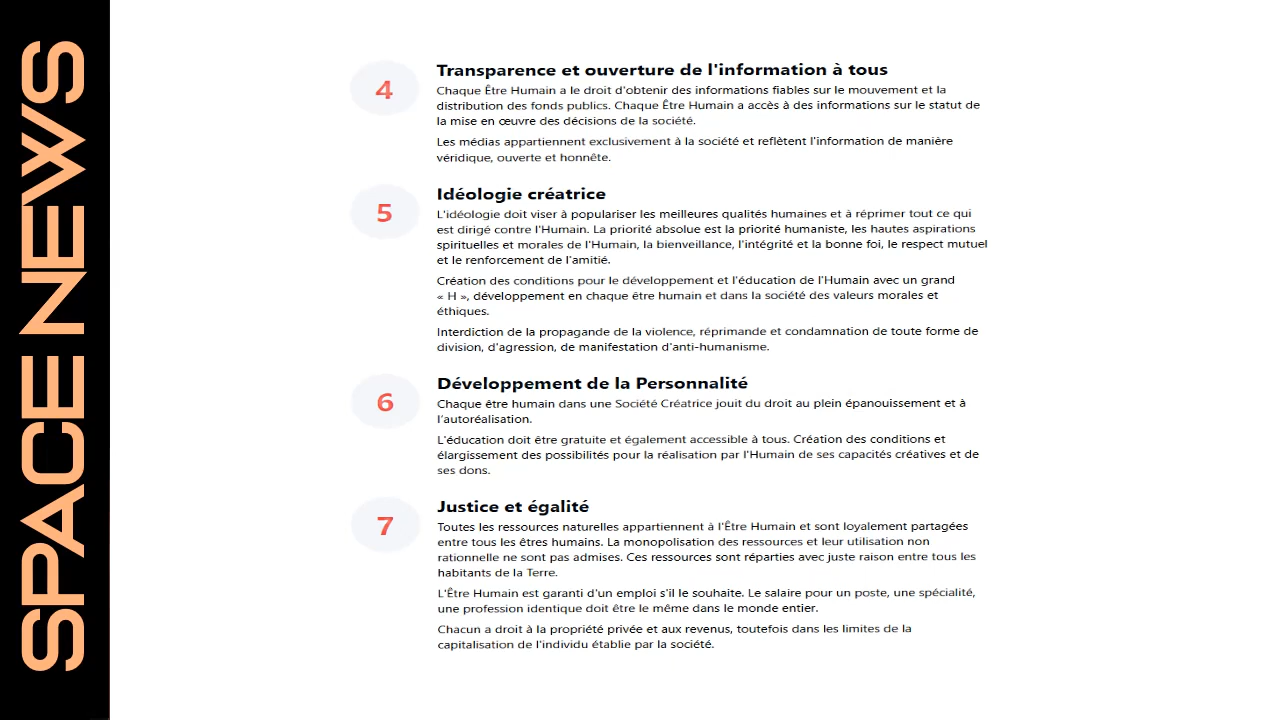 SPACE NEWS
4
Transparence et ouverture de l'information à tous
Chaque Être Humain a le droit d'obtenir des informations fiables sur le mouvement et la
distribution des fonds publics. Chaque Être Humain a accès à des informations sur le statut de
la mise en œuvre des décisions de la société.
Les médias appartiennent exclusivement à la société et reflètent l'information de manière
véridique, ouverte et honnête.
5
Idéologie créatrice
L'idéologie doit viser à populariser les meilleures qualités humaines et à réprimer tout ce qui
est dirigé contre l'Humain. La priorité absolue est la priorité humaniste, les hautes aspirations
spirituelles et morales de l'Humain, la bienveillance, l'intégrité et la bonne foi, le respect mutuel
et le renforcement de l'amitié.
Création des conditions pour le développement et l'éducation de l'Humain avec un grand
« H », développement en chaque être humain et dans la société des valeurs morales et
éthiques.
Interdiction de la propagande de la violence, réprimande et condamnation de toute forme de
division, d'agression, de manifestation d'anti-humanisme.
6
Développement de la Personnalité
Chaque être humain dans une Société Créatrice jouit du droit au plein épanouissement et à
l'autoréalisation.
L'éducation doit être gratuite et également accessible à tous. Création des conditions et
élargissement des possibilités pour la réalisation par l'Humain de ses capacités créatives et de
ses dons.
7
Justice et égalité
Toutes les ressources naturelles appartiennent à l'Être Humain et sont loyalement partagées
entre tous les êtres humains. La monopolisation des ressources et leur utilisation non
rationnelle ne sont pas admises. Ces ressources sont réparties avec juste raison entre tous les
habitants de la Terre.
L'Être Humain est garanti d'un emploi s'il le souhaite. Le salaire pour un poste, une spécialité,
une profession identique doit être le même dans le monde entier.
Chacun a droit à la propriété privée et aux revenus, toutefois dans les limites de la
capitalisation de l'individu établie par la société.